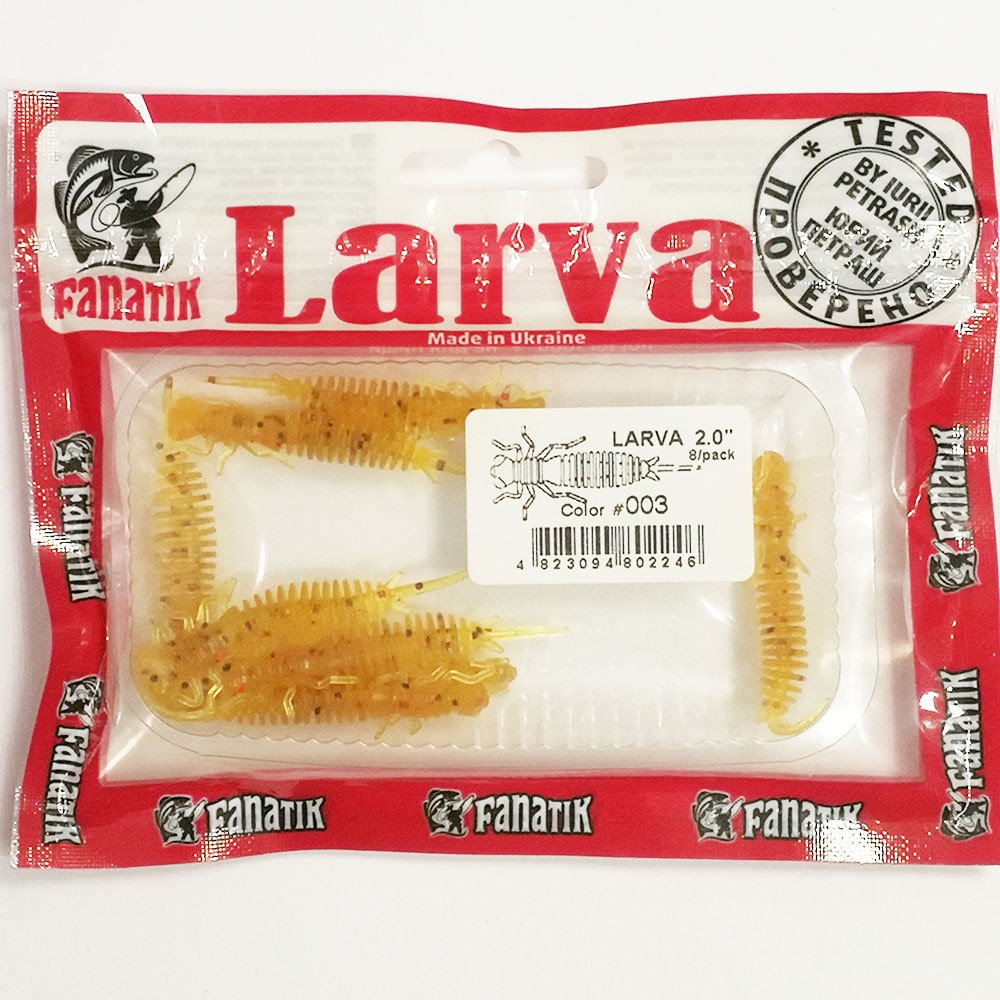 FANATIK
Larva
Made in Ukraine
* TESTED
ПРОВЕРЕНО
BY IURII
PETRASH
ЮРИЙ
ПЕТРАШ
LARVA 2.0"
8/pack
Color #003
4 823094 802246
FANATIK
FANATIK
FANATIK
FANATIK
FANATIK
FANATIK
FANATIK